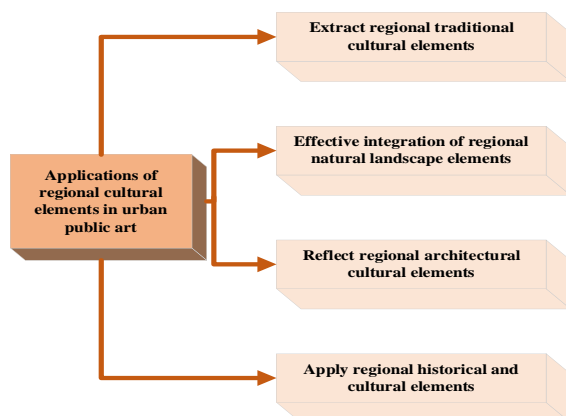 Extract regional traditional
cultural elements
Effective integration of regional
natural landscape elements
Applications of
regional cultural
elements in urban
public art
Reflect regional architectural
cultural elements
Apply regional historical and
cultural elements